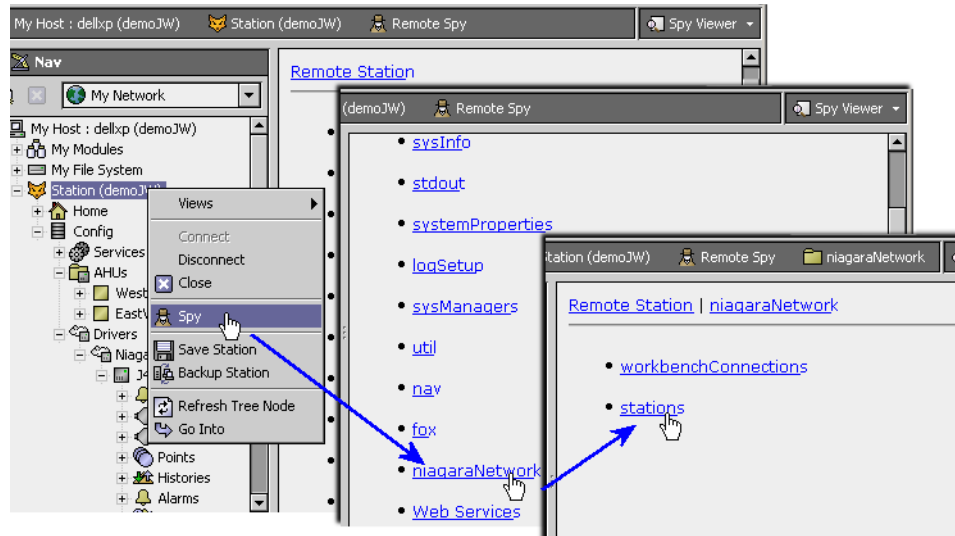 My Host : dellxp (demoJW) Station (demoJW) Remote Spy Spy Viewer
Nav
My Network
My Host : dellxp (demoJW)
My Modules
My File System
Station (demoJW)
Home
Config
Services
AHUs
West
East
Drivers
Niaga
J4
Points
Histories
Alarms
Views
Connect
Disconnect
Close
Spy
Save Station
Backup Station
Refresh Tree Node
Go Into
Remote Station
(demoJW) Remote Spy Spy Viewer
sysInfo
stdout
systemProperties
logSetup
sysManagers
util
nav
fox
niagaraNetwork
Web Services
Station (demoJW) Remote Spy niagaraNetwork
Remote Station | niagaraNetwork
workbenchConnections
stations